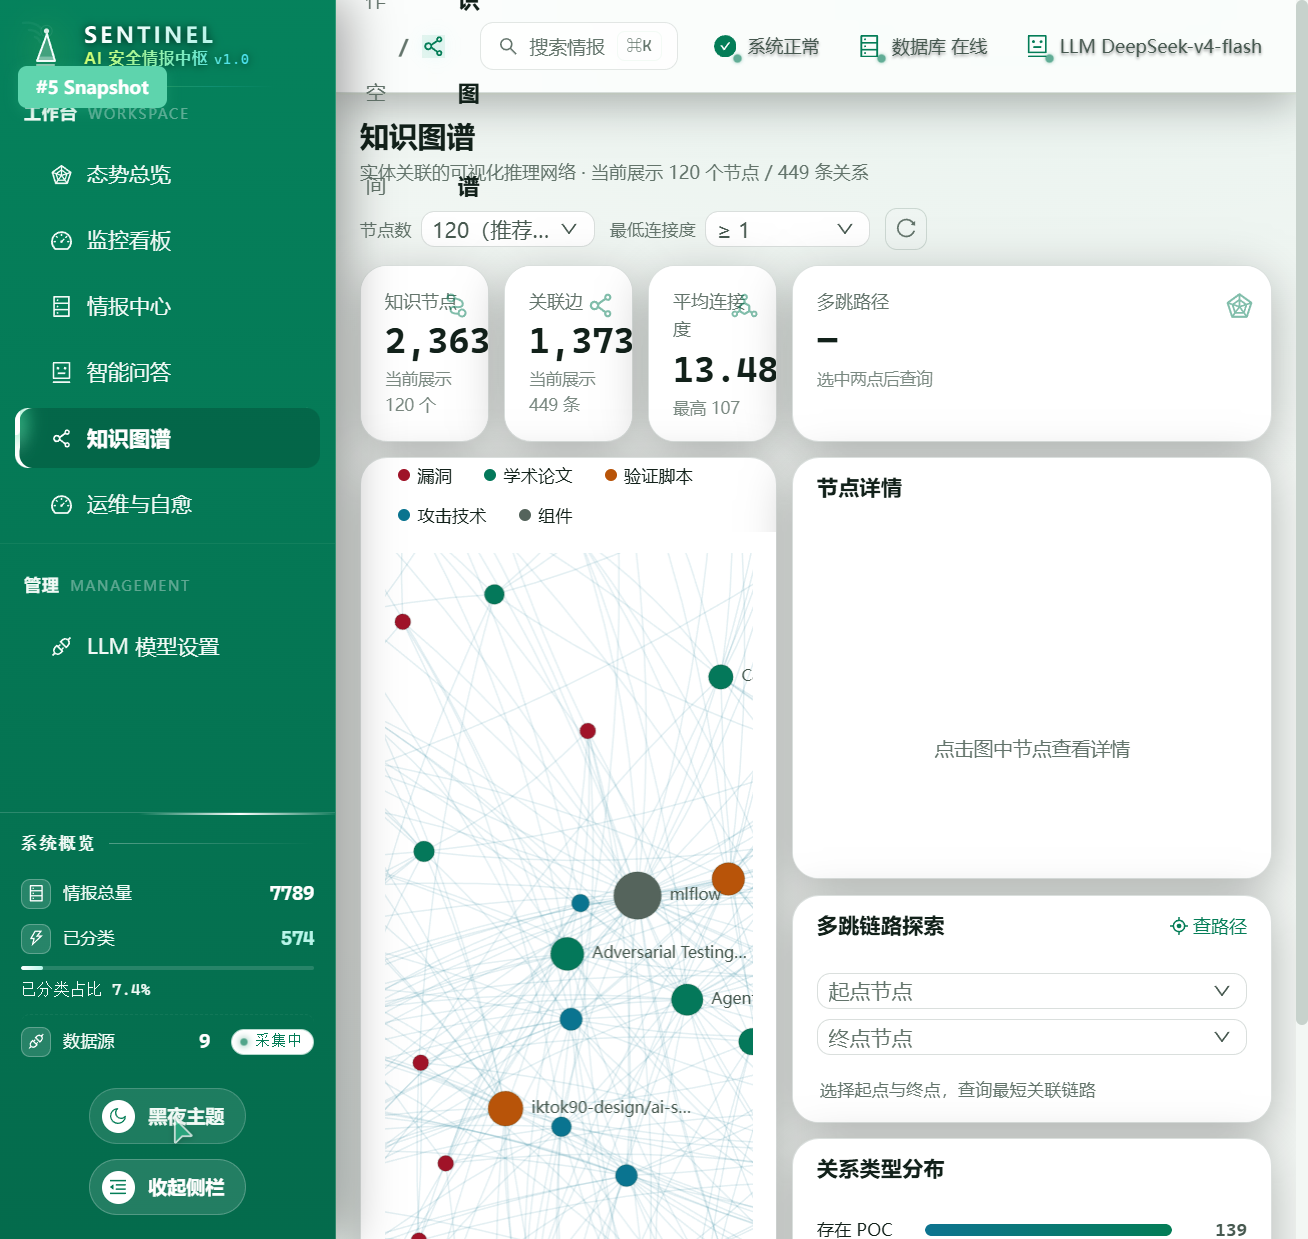 SENTINEL
AI 安全情报中枢 v1.0
#5 Snapshot
工作台 WORKSPACE
态势总览
监控看板
情报中心
智能问答
知识图谱
运维与自愈
管理 MANAGEMENT
LLM 模型设置
系统概览
情报总量 7789
已分类 574
已分类占比 7.4%
数据源 9 采集中
黑夜主题
收起侧栏
作
识
/
搜索情报 ⌘K
系统正常
数据库 在线
LLM DeepSeek-v4-flash
空
图
间
谱
知识图谱
实体关联的可视化推理网络 · 当前展示 120 个节点 / 449 条关系
节点数 120（推荐... 最低连接度 ≥ 1
知识节点
2,363
当前展示
120 个
关联边
1,373
当前展示
449 条
平均连接
度
13.48
最高 107
多跳路径
–
选中两点后查询
漏洞 学术论文 验证脚本
攻击技术 组件
C
mlflow
Adversarial Testing...
Agen
iktok90-design/ai-s...
节点详情
点击图中节点查看详情
多跳链路探索 查路径
起点节点
终点节点
选择起点与终点，查询最短关联链路
关系类型分布
存在 POC 139